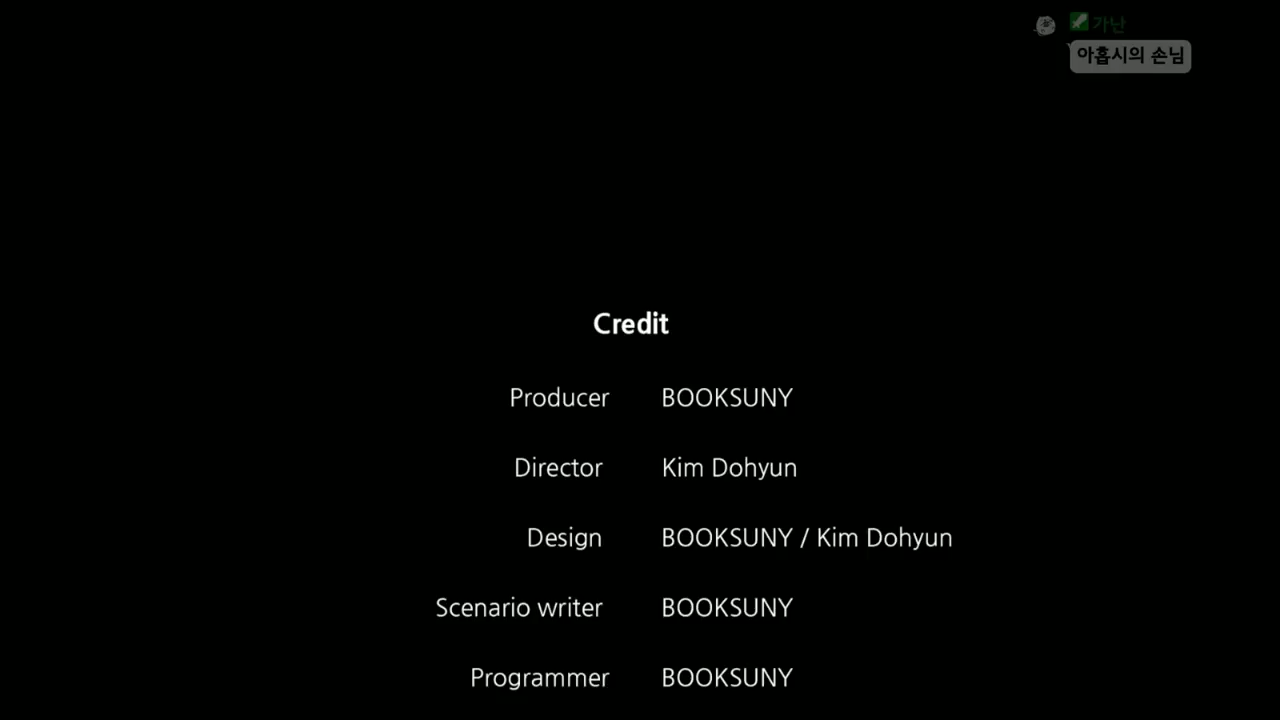 가난
아홉시의 손님
Credit
Producer BOOKSUNY
Director Kim Dohyun
Design BOOKSUNY / Kim Dohyun
Scenario writer BOOKSUNY
Programmer BOOKSUNY